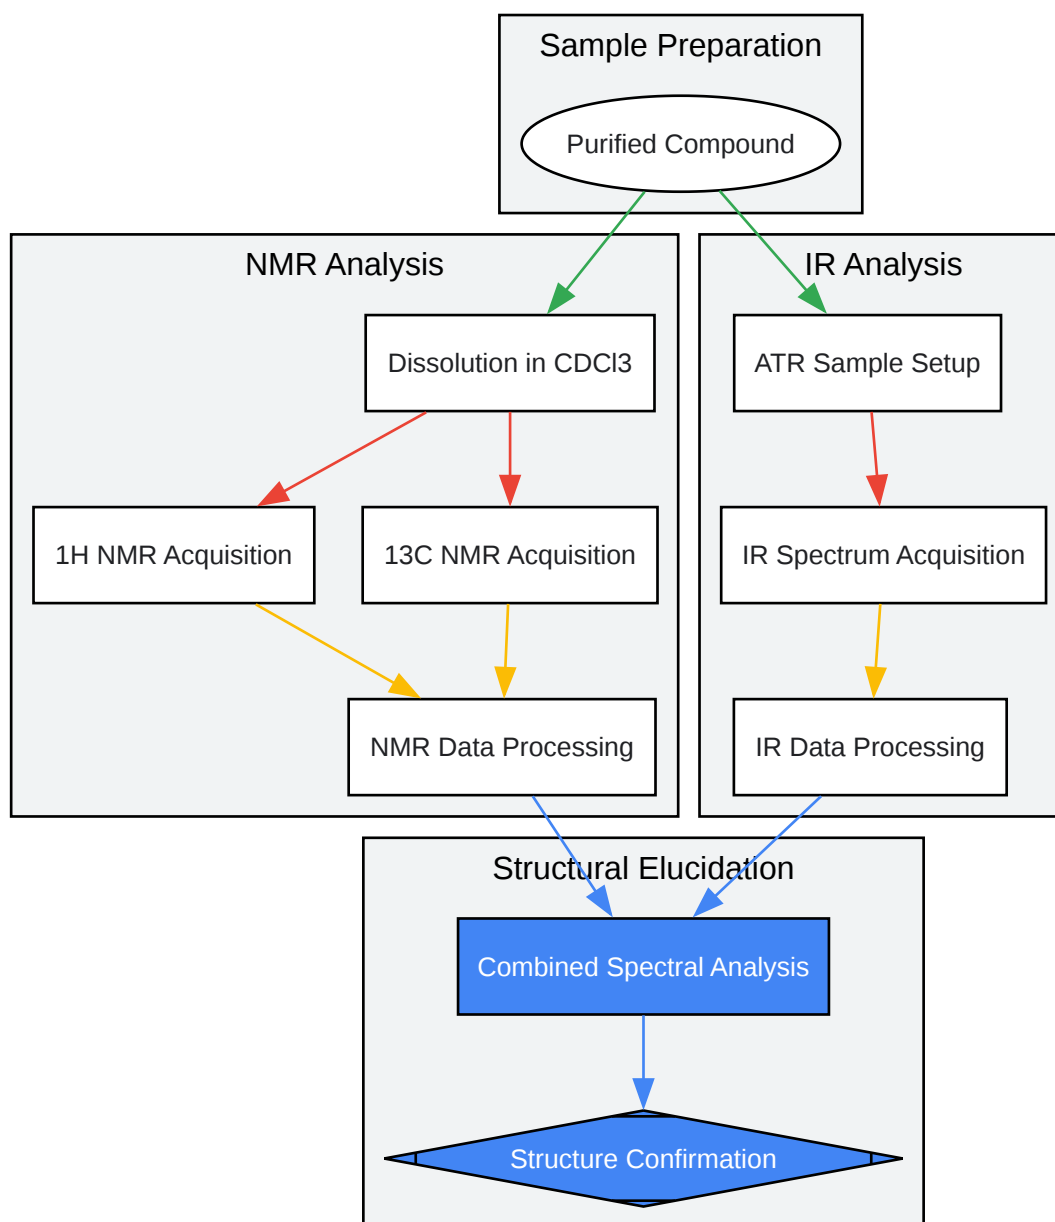 Sample Preparation
Purified Compound
NMR Analysis
IR Analysis
Dissolution in CDCl3
ATR Sample Setup
1H NMR Acquisition
13C NMR Acquisition
IR Spectrum Acquisition
NMR Data Processing
IR Data Processing
Structural Elucidation
Combined Spectral Analysis
Structure Confirmation